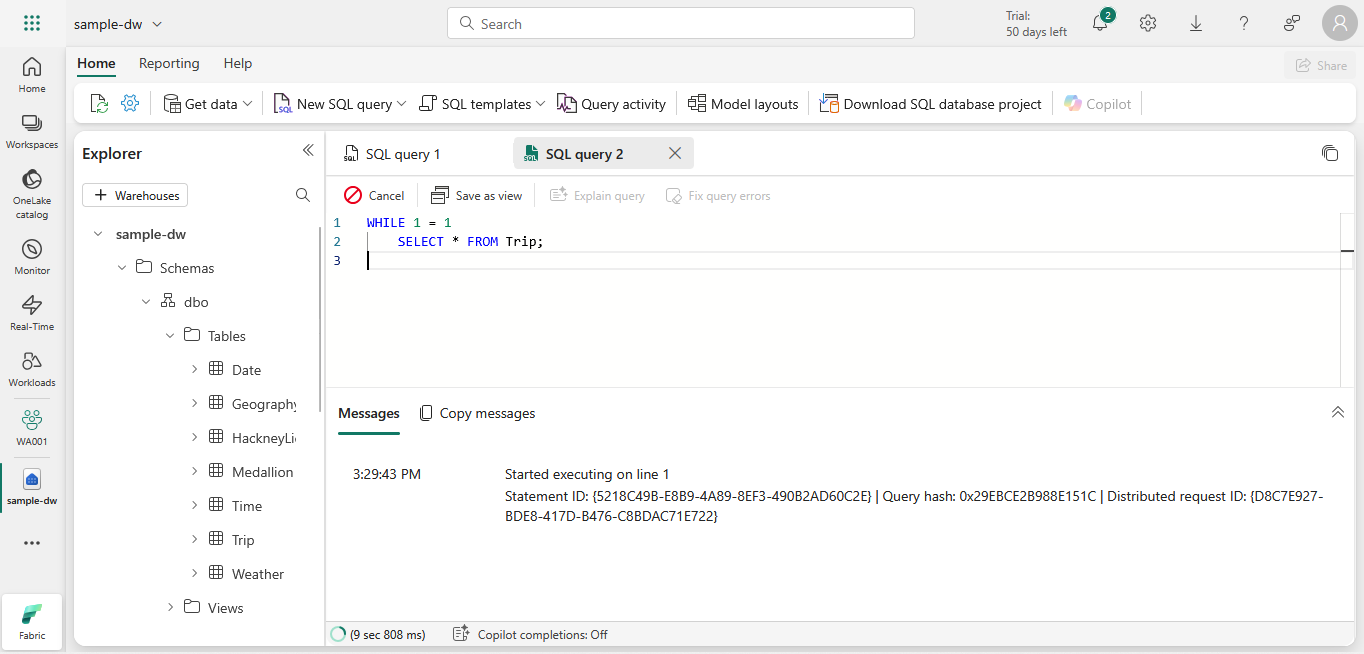 sample-dw
Search
Trial:
50 days left
2
Home
Reporting
Help
Share
Get data
New SQL query
SQL templates
Query activity
Model layouts
Download SQL database project
Copilot
Home
Workspaces
OneLake
catalog
Monitor
Real-Time
Workloads
WA001
sample-dw
Fabric
Explorer
+ Warehouses
sample-dw
Schemas
dbo
Tables
Date
Geography
HackneyLi
Medallion
Time
Trip
Weather
Views
SQL query 1
SQL query 2
Cancel
Save as view
Explain query
Fix query errors
1 WHILE 1 = 1
2 SELECT * FROM Trip;
3
Messages
Copy messages
3:29:43 PM
Started executing on line 1
Statement ID: {5218C49B-E8B9-4A89-8EF3-490B2AD60C2E} | Query hash: 0x29EBCE2B988E151C | Distributed request ID: {D8C7E927-
BDE8-417D-B476-C8BDAC71E722}
(9 sec 808 ms)
Copilot completions: Off